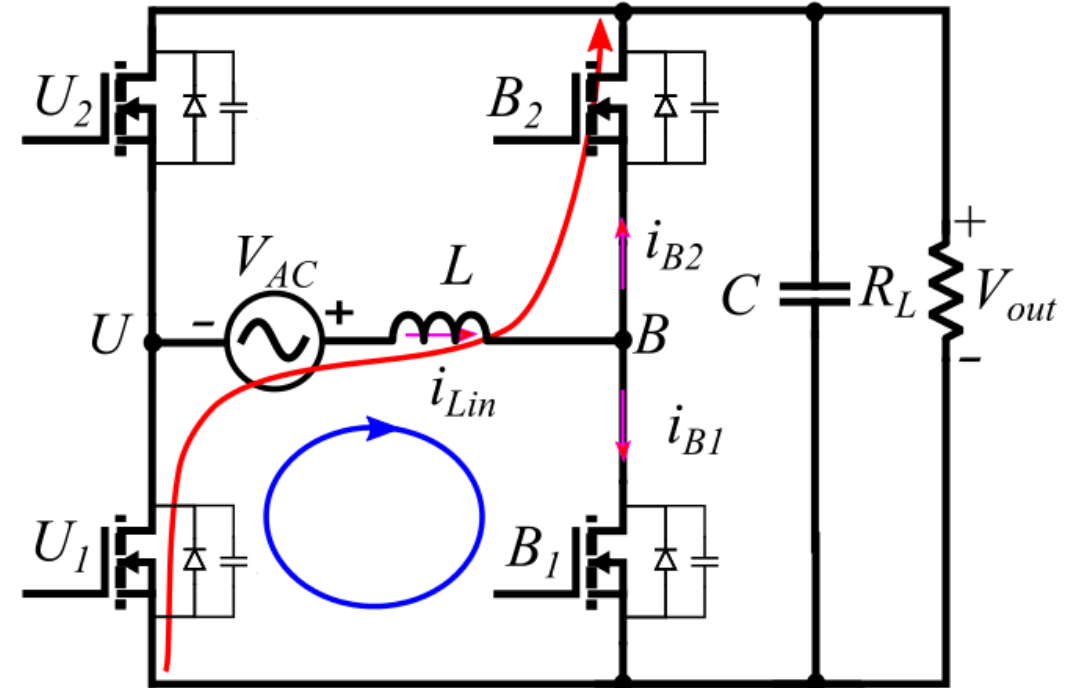 U2
B2
VAC
L
iB2
U
-
+
B
C
RL
+
Vout
-
iLin
iB1
U1
B1